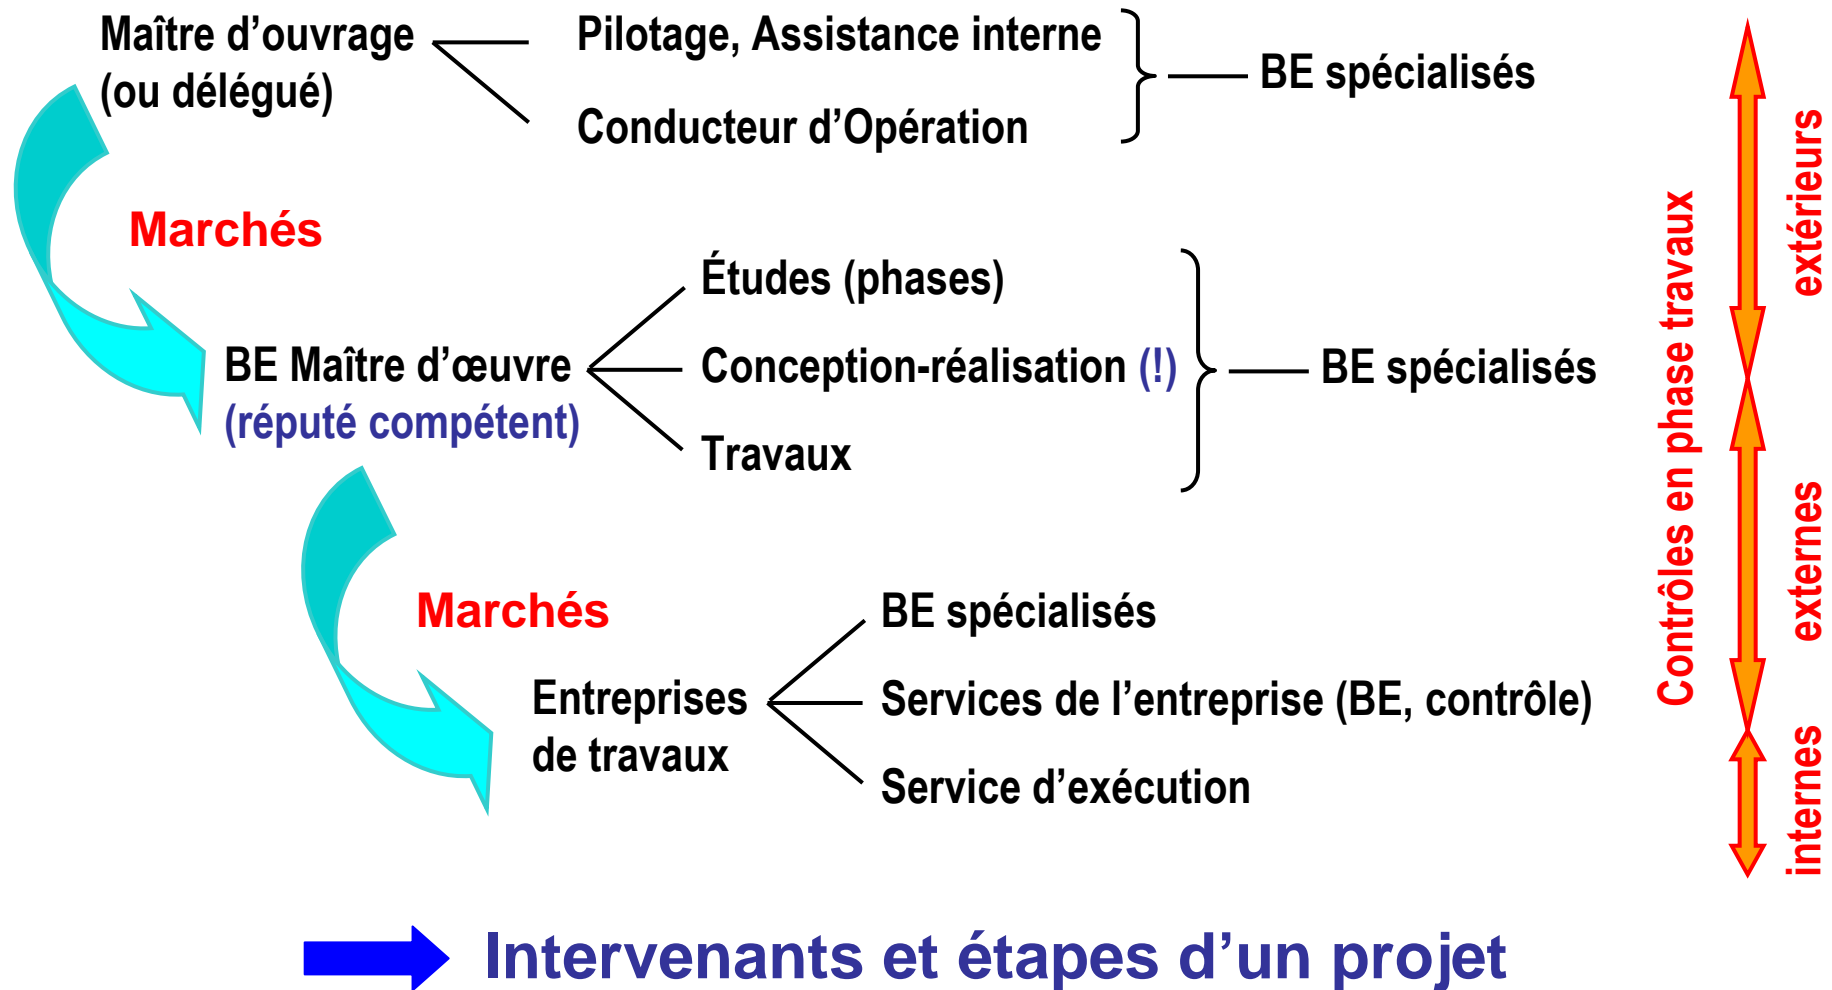 Maître d’ouvrage
(ou délégué)
Pilotage, Assistance interne
Conducteur d’Opération
BE spécialisés
Marchés
BE Maître d’œuvre
(réputé compétent)
Études (phases)
Conception-réalisation (!)
Travaux
BE spécialisés
Marchés
Entreprises
de travaux
BE spécialisés
Services de l’entreprise (BE, contrôle)
Service d’exécution
Contrôles en phase travaux
extérieurs
externes
internes
Intervenants et étapes d’un projet